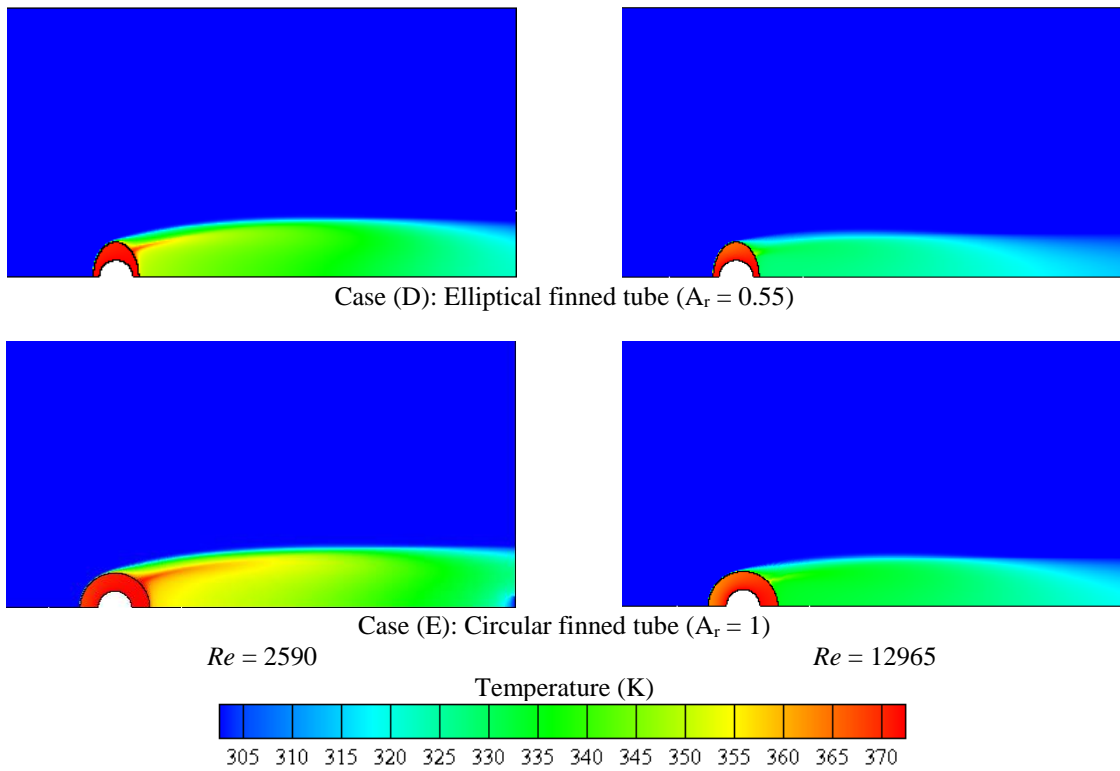 Case (D): Elliptical finned tube (Aᵣ = 0.55)
Case (E): Circular finned tube (Aᵣ = 1)
Re = 2590 Re = 12965
Temperature (K)
305 310 315 320 325 330 335 340 345 350 355 360 365 370